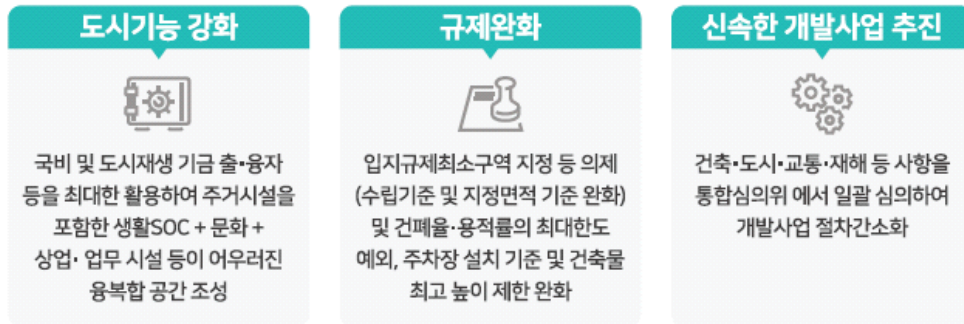 도시기능 강화
국비 및 도시재생 기금 출·융자
등을 최대한 활용하여 주거시설을
포함한 생활SOC + 문화 +
상업· 업무 시설 등이 어우러진
융복합 공간 조성
규제완화
입지규제최소구역 지정 등 의제
(수립기준 및 지정면적 기준 완화)
및 건폐율·용적률의 최대한도
예외, 주차장 설치 기준 및 건축물
최고 높이 제한 완화
신속한 개발사업 추진
건축·도시·교통·재해 등 사항을
통합심의위 에서 일괄 심의하여
개발사업 절차간소화